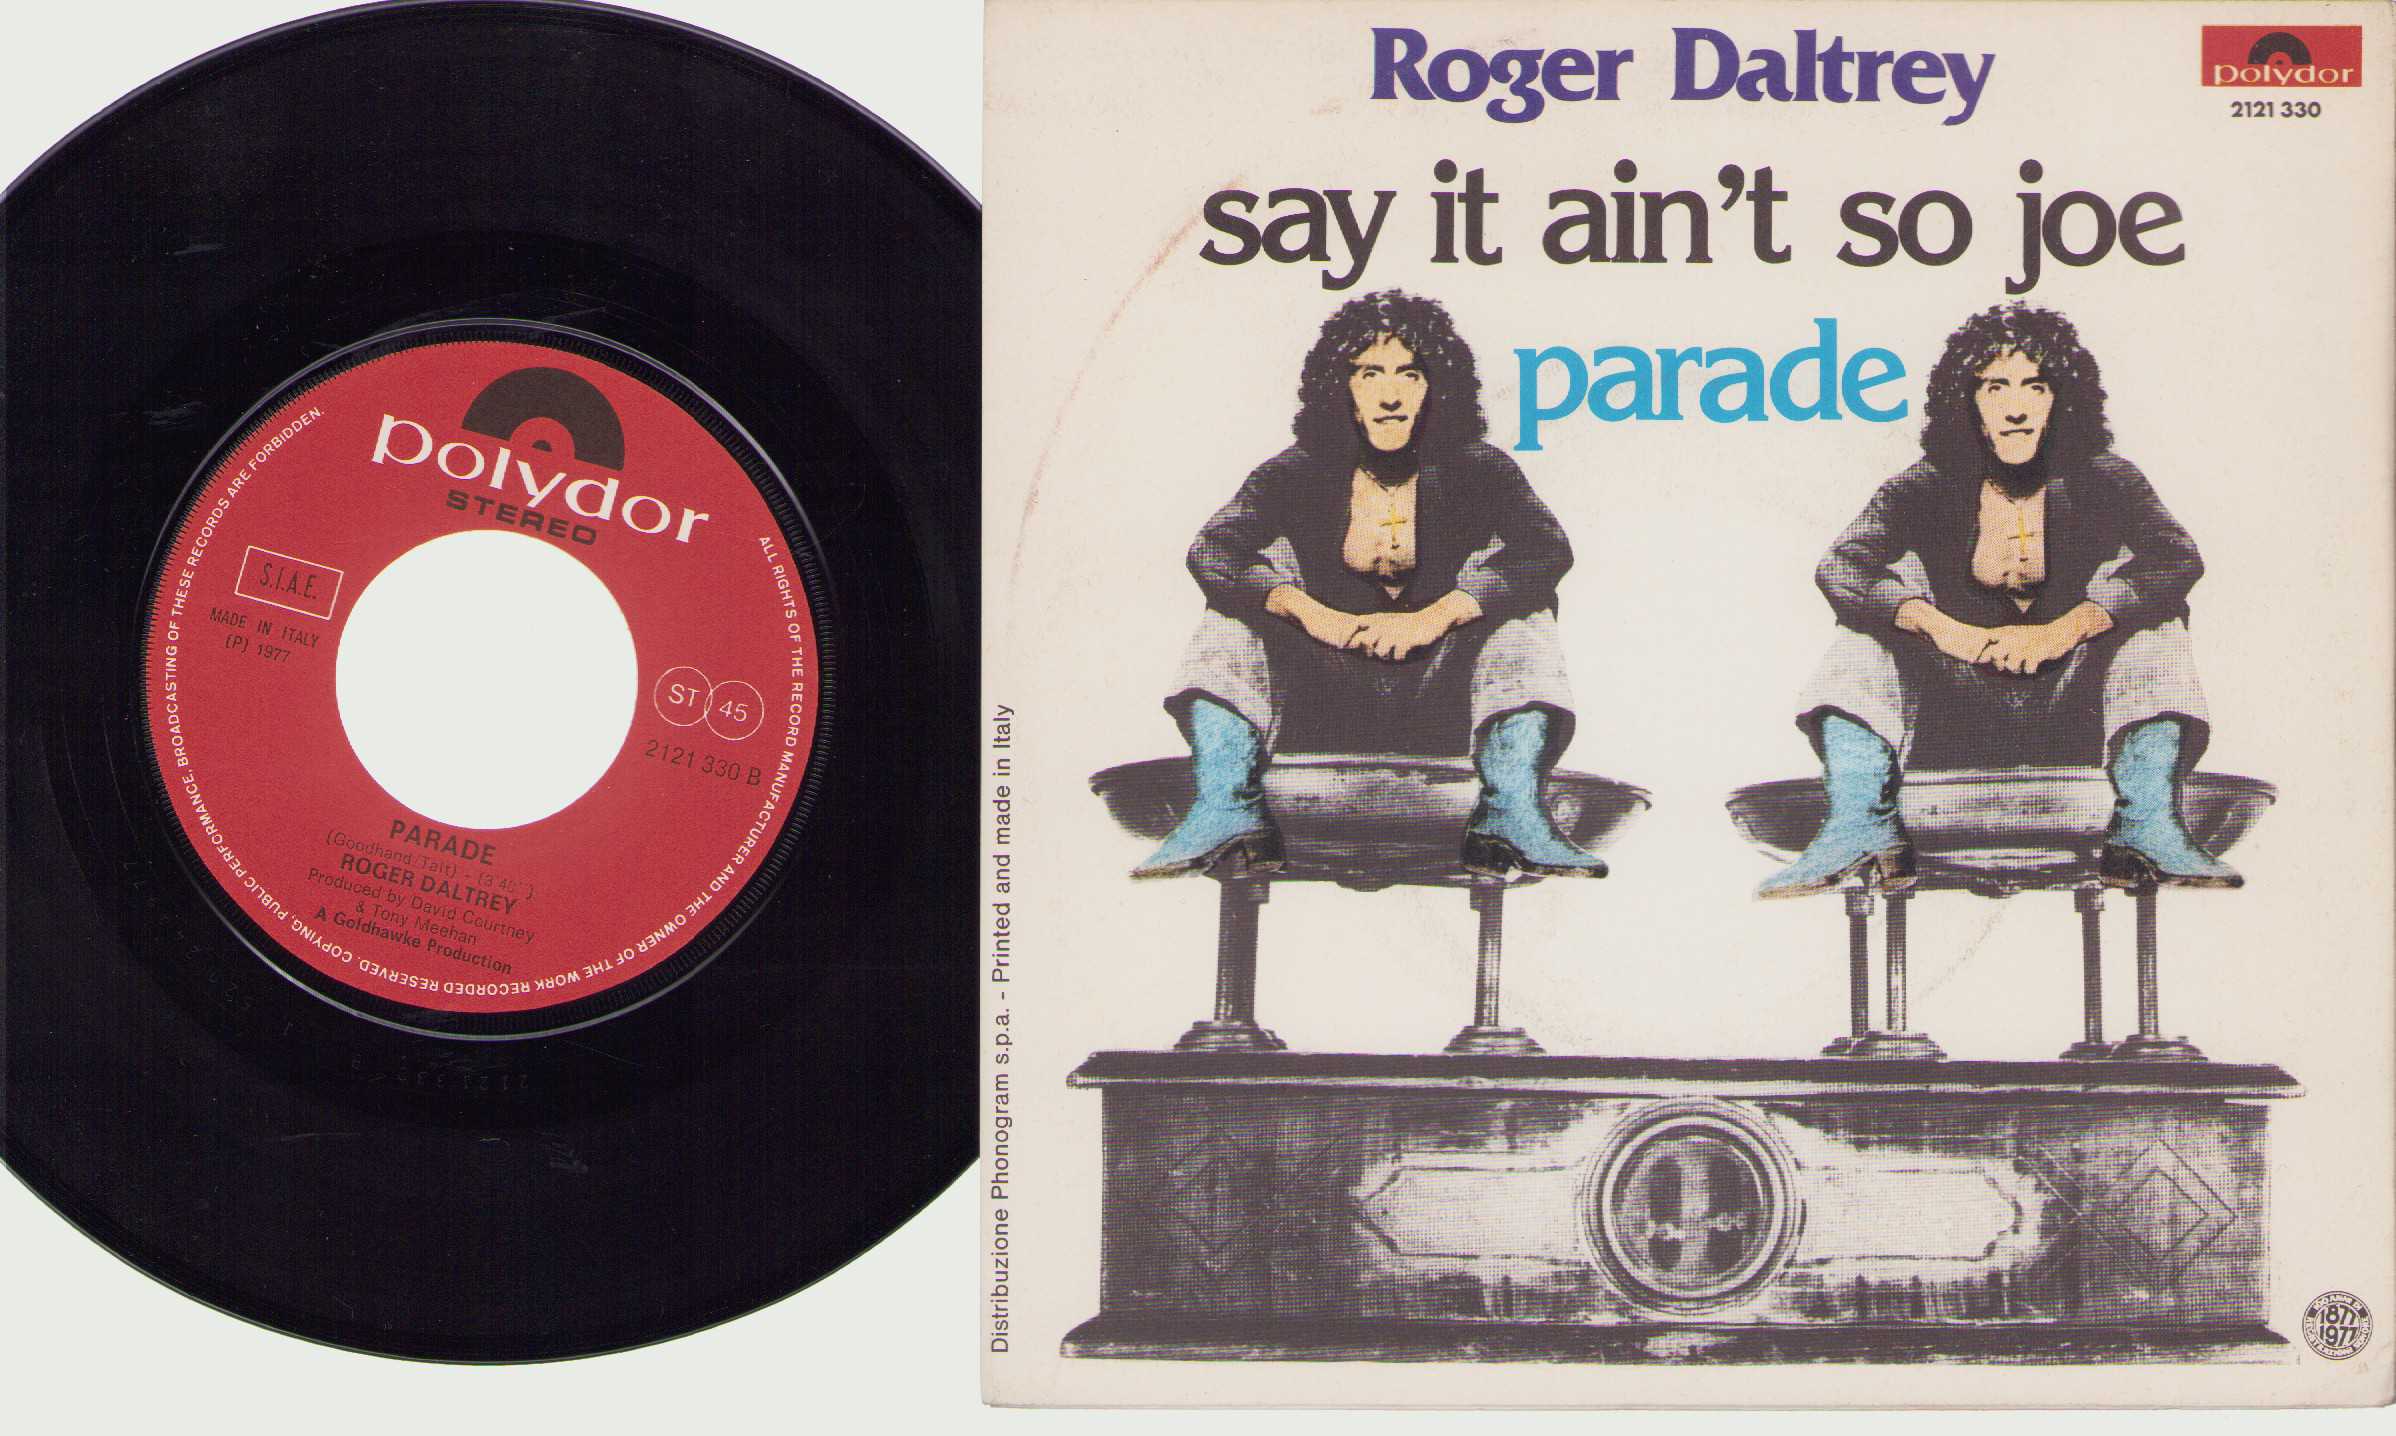 polydor
STEREO
S.I.A.E.
MADE IN ITALY
(P) 1977
ST 45
2121 330 B
PARADE
(Goodhand Tait) - (3'40")
ROGER DALTREY
Produced by David Courtney
& Tony Meehan
A Goldhawke Production
ALL RIGHTS OF THE RECORD MANUFACTURER AND THE OWNER OF THE WORK RECORDED RESERVED. COPYING, PUBLIC PERFORMANCE, BROADCASTING OF THESE RECORDS ARE FORBIDDEN.
Roger Daltrey
polydor
2121 330
say it ain't so joe
parade
Distribuzione Phonogram s.p.a. - Printed and made in Italy
1877
1977